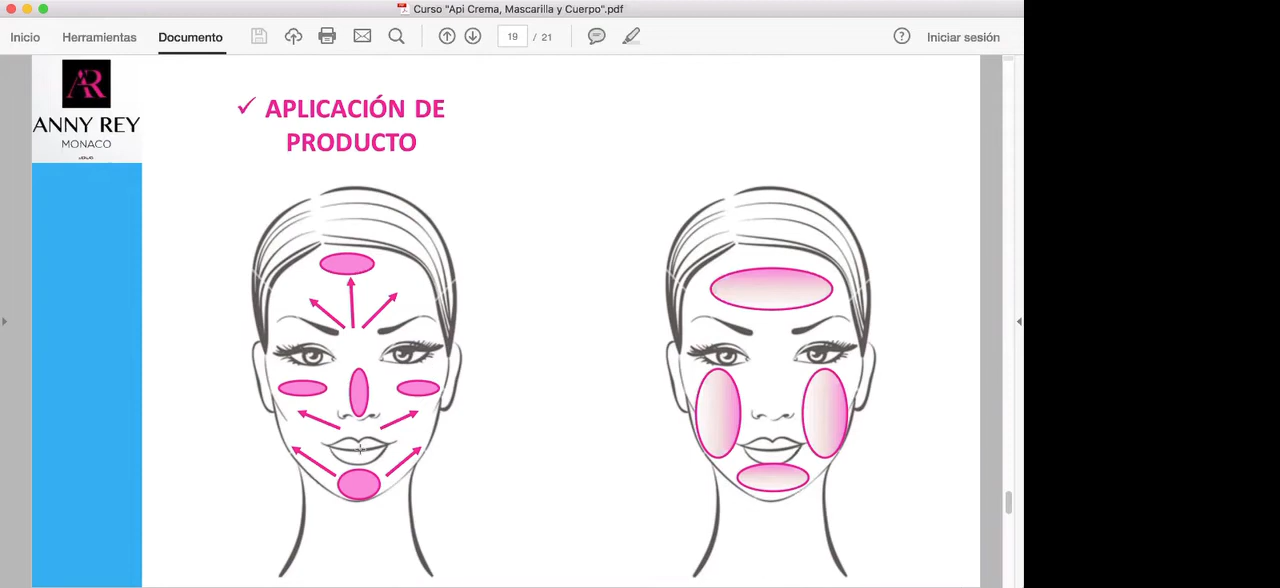 Curso "Api Crema, Mascarilla y Cuerpo".pdf
Inicio Herramientas Documento 19 / 21 Iniciar sesión
AR
ANNY REY
MONACO
✓ APLICACIÓN DE
PRODUCTO